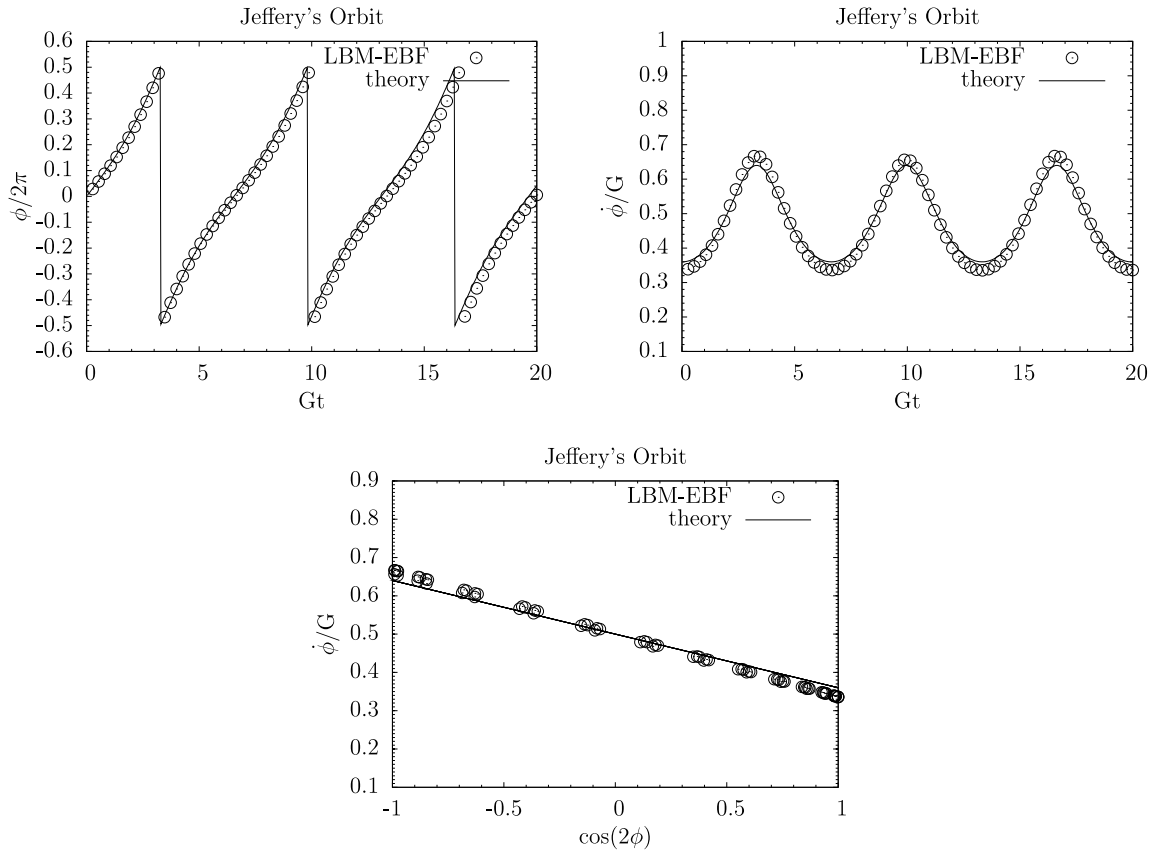 Jeffery's Orbit
0.6
0.5
0.4
0.3
0.2
0.1
0
-0.1
-0.2
-0.3
-0.4
-0.5
-0.6
ϕ/2π
LBM-EBF
theory
0 5 10 15 20
Gt
Jeffery's Orbit
1
0.9
0.8
0.7
0.6
0.5
0.4
0.3
0.2
0.1
ϕ̇/G
LBM-EBF
theory
0 5 10 15 20
Gt
Jeffery's Orbit
0.9
0.8
0.7
0.6
0.5
0.4
0.3
0.2
0.1
ϕ̇/G
LBM-EBF
theory
-1 -0.5 0 0.5 1
cos(2ϕ)